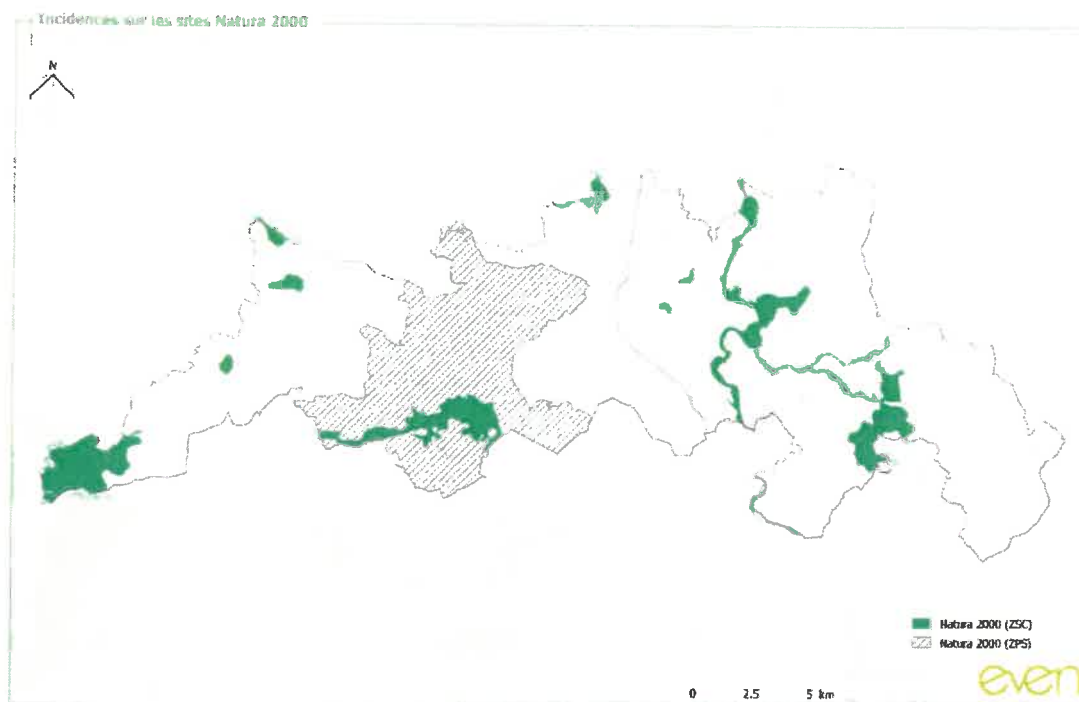 Incidences sur les sites Natura 2000
N
Natura 2000 (ZSC)
Natura 2000 (ZPS)
even
0 2.5 5 km